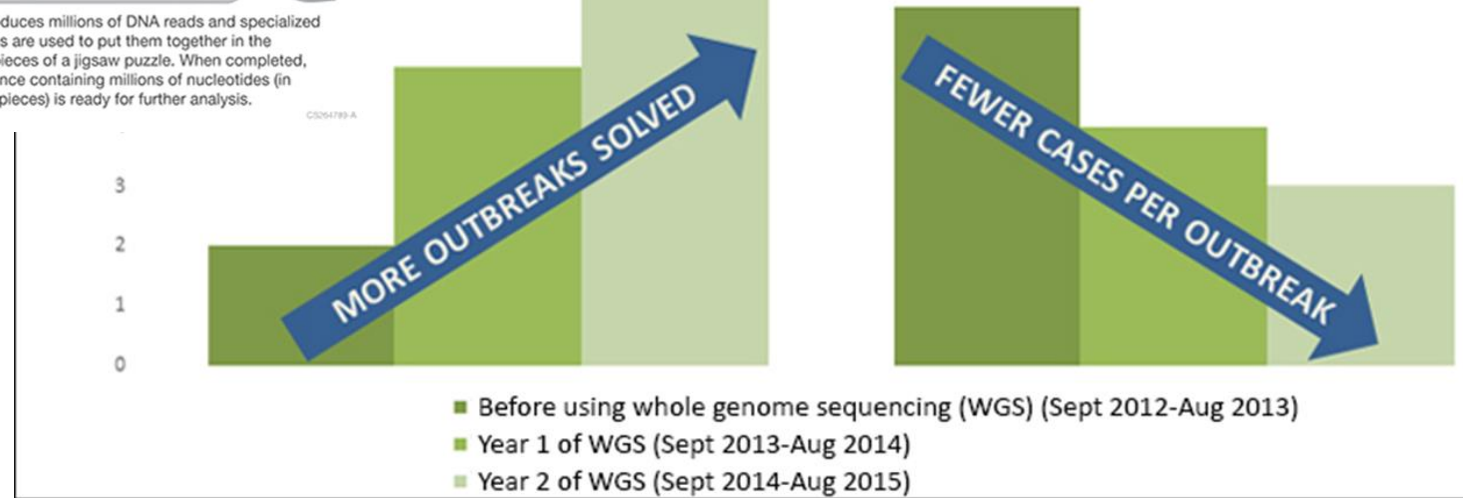 duces millions of DNA reads and specialized
s are used to put them together in the
pieces of a jigsaw puzzle. When completed,
nce containing millions of nucleotides (in
pieces) is ready for further analysis.
CS264789-A
3
2
1
0
MORE OUTBREAKS SOLVED
FEWER CASES PER OUTBREAK
Before using whole genome sequencing (WGS) (Sept 2012-Aug 2013)
Year 1 of WGS (Sept 2013-Aug 2014)
Year 2 of WGS (Sept 2014-Aug 2015)